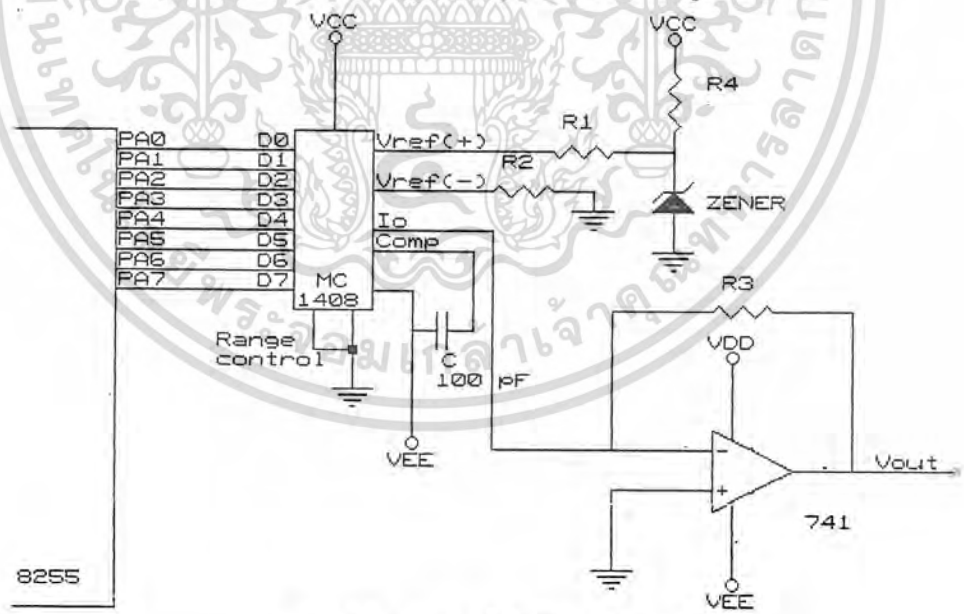 VCC
VCC
R4
PA0 D0 Vref(+) R1
PA1 D1
PA2 D2 Vref(-) R2
PA3 D3
ZENER
PA4 D4 Io
PA5 D5 Comp
PA6 D6
PA7 D7
MC
1408
R3
Range
control
C
100 pF
VDD
VEE
-
Vout
+
741
8255
VEE